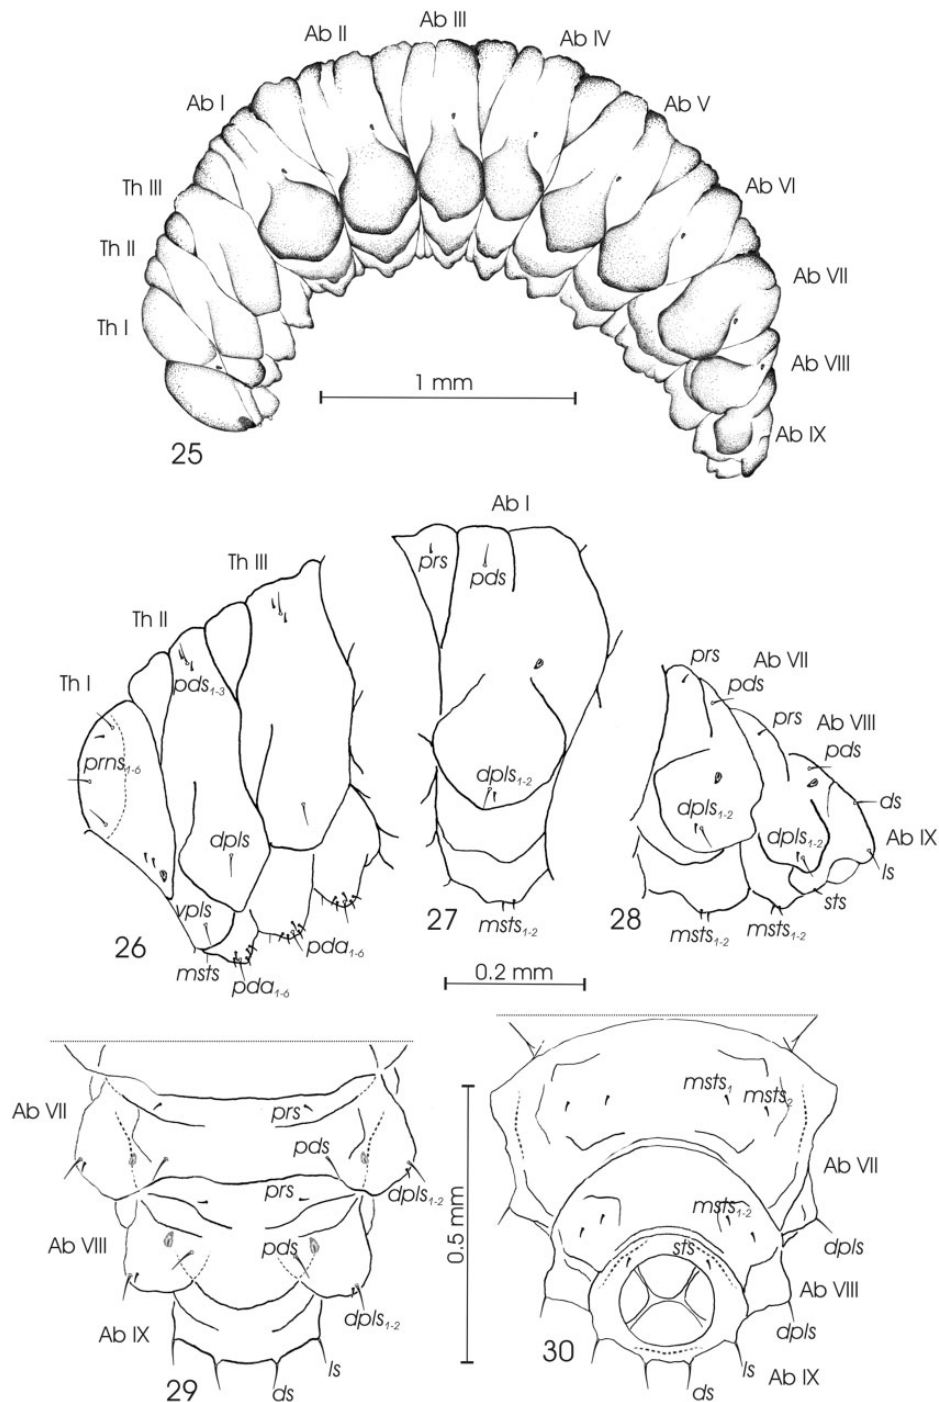 Ab III
Ab II
Ab IV
Ab I
Ab V
Th III
Ab VI
Th II
Ab VII
Th I
Ab VIII
1 mm
Ab IX
25
Ab I
Th III
prs
pds
Th II
prs
Ab VII
Th I
pds1-3
pds
prs
Ab VIII
prns1-6
pds
dpls1-2
ds
dpls
dpls1-2
dpls1-2
Ab IX
ls
vpls
sts
26
27
28
msts
pda1-6
msts1-2
msts1-2
msts1-2
pda1-6
0.2 mm
msts1
msts2
Ab VII
prs
pds
Ab VII
prs
dpls1-2
msts1-2
0.5 mm
dpls
Ab VIII
pds
sts
Ab VIII
dpls1-2
dpls
Ab IX
30
ls
Ab IX
29
ls
ds
ds